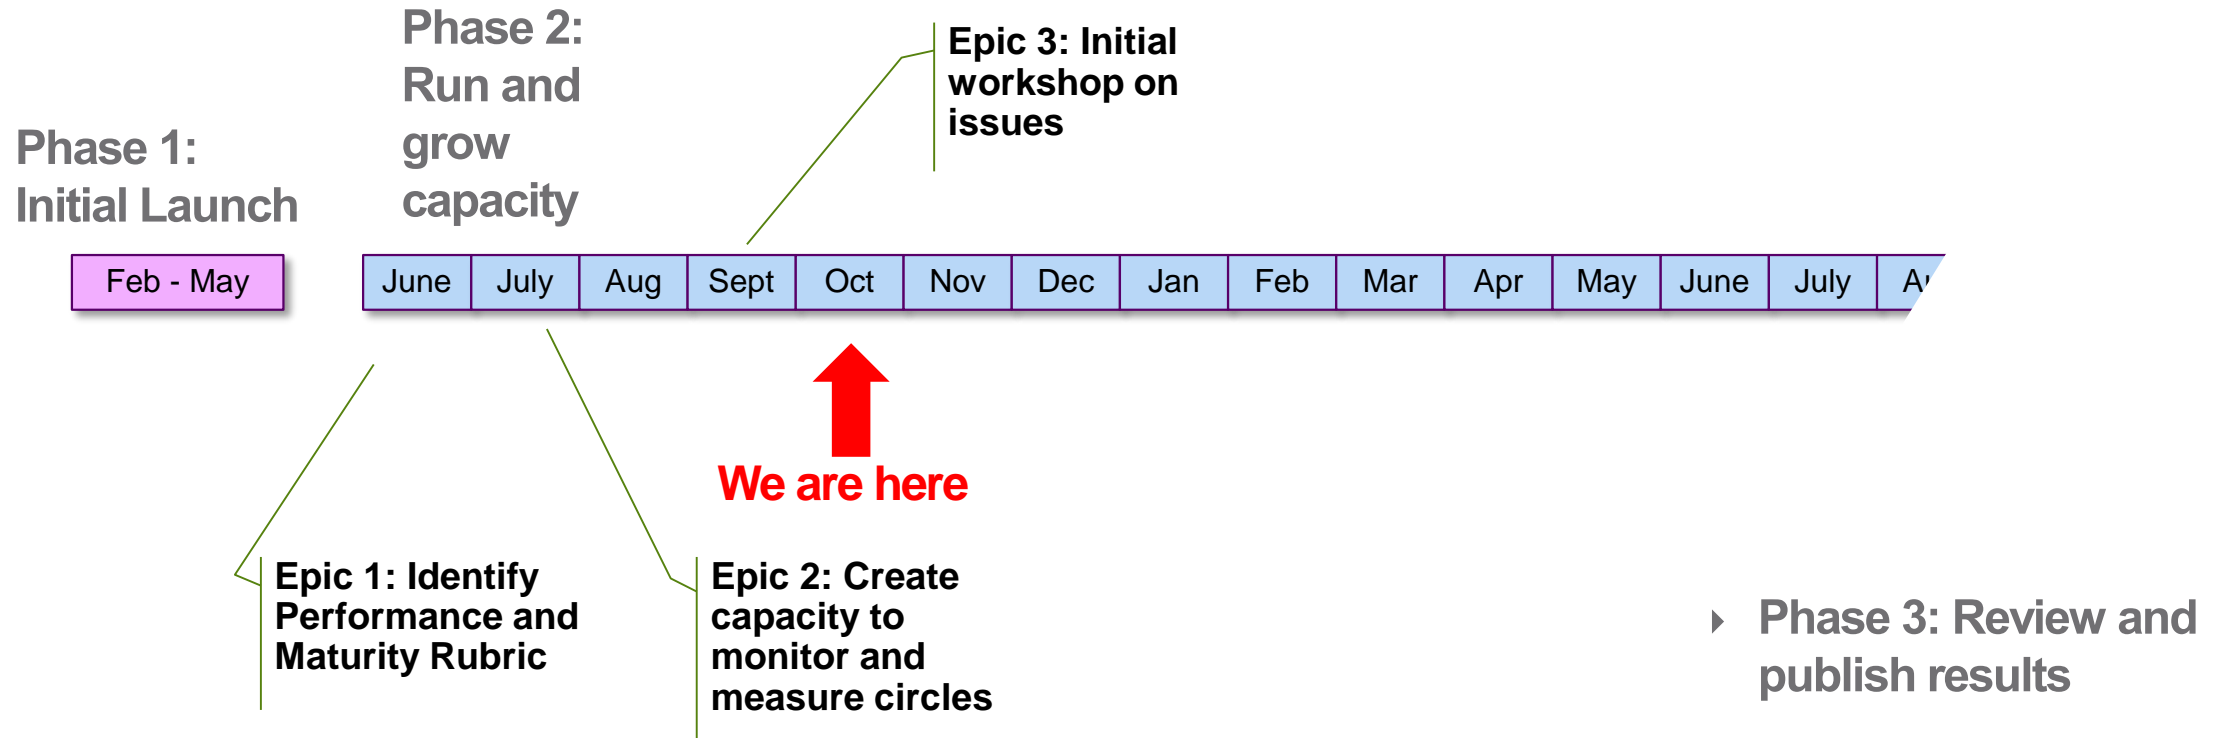 Phase 1:
Initial Launch
Phase 2:
Run and
grow
capacity
Epic 3: Initial
workshop on
issues
Feb - May
June
July
Aug
Sept
Oct
Nov
Dec
Jan
Feb
Mar
Apr
May
June
July
We are here
Epic 1: Identify
Performance and
Maturity Rubric
Epic 2: Create
capacity to
monitor and
measure circles
Phase 3: Review and
publish results